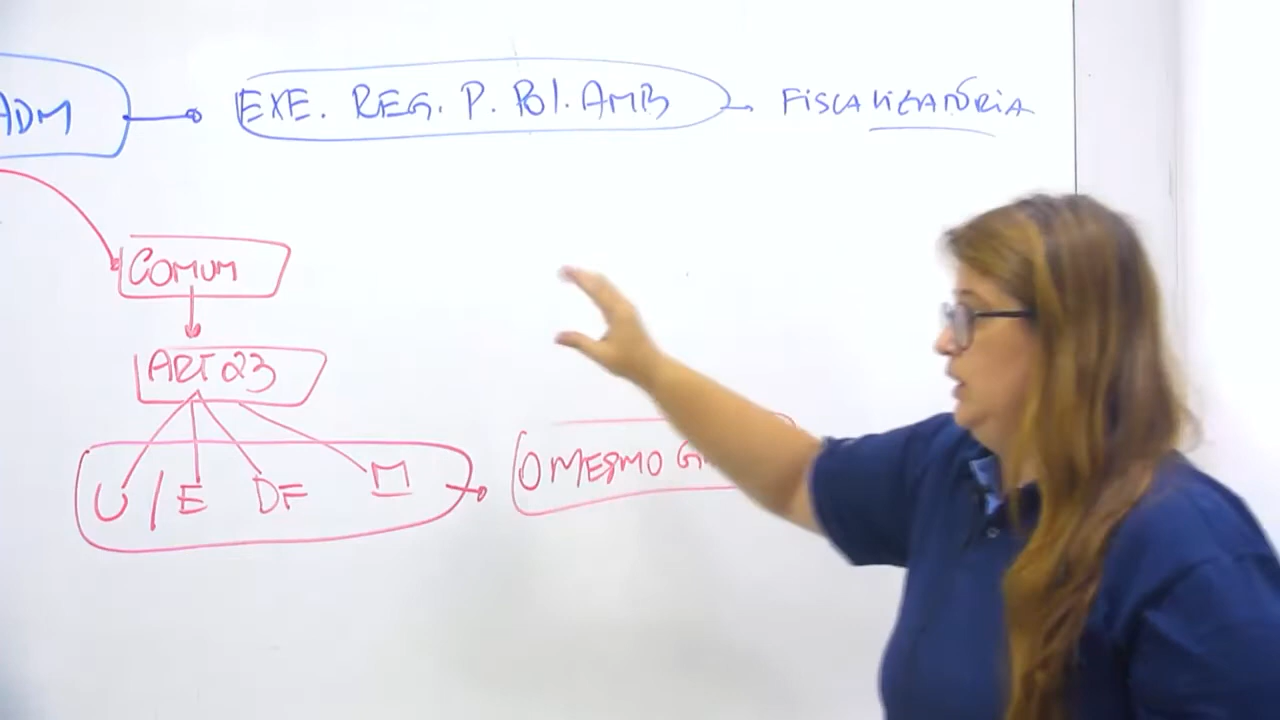 ADM
EXE. REG. P. POl. AMB
FISCALIZATÓRIA
COMUM
ART 23
U / E DF M
O MESMO